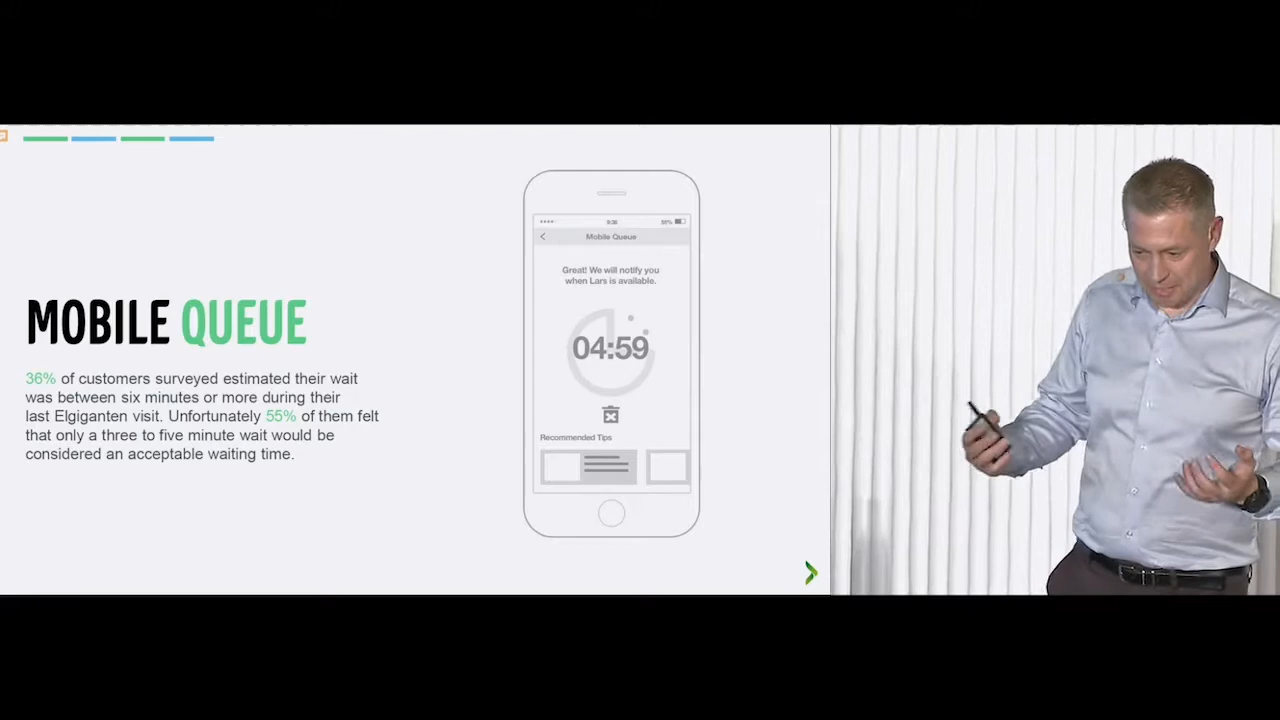 MOBILE QUEUE
36% of customers surveyed estimated their wait
was between six minutes or more during their
last Elgiganten visit. Unfortunately 55% of them felt
that only a three to five minute wait would be
considered an acceptable waiting time.
Mobile Queue
Great! We will notify you
when Lars is available.
04:59
Recommended Tips